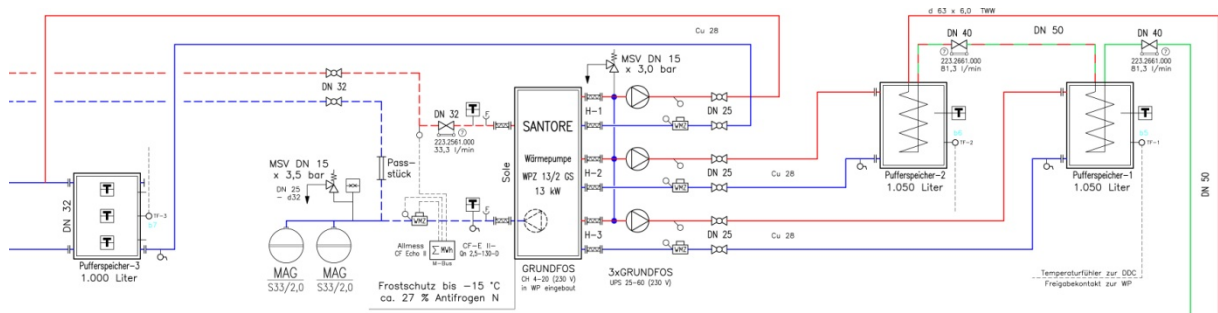 d 63 x 6,0 TWW
Cu 28
MSV DN 15
x 3,0 bar
DN 40
DN 50
DN 40
223.2661.000
81,3 l/min
223.2661.000
81,3 l/min
DN 32
DN 32
223.2561.000
33,3 l/min
T
F
SANTORE
Wärmepumpe
WPZ 13/2 GS
13 kW
Sole
H-1
WMZ
DN 25
H-2
WMZ
Cu 28
H-3
WMZ
DN 25
Cu 28
T
TF-2
Pufferspeicher-2
1.050 Liter
T
TF-1
Pufferspeicher-1
1.050 Liter
DN 50
MSV DN 15
x 3,5 bar
DN 25
- d32
Pass-
stück
T
F
WMZ
DN 32
T
T
T
TF-3
Pufferspeicher-3
1.000 Liter
MAG
S33/2,0
MAG
S33/2,0
Allmess
CF Echo II
Σ MWh
M-Bus
CF-E II-
Qn 2,5-130-D
Frostschutz bis -15 °C
ca. 27 % Antifrogen N
GRUNDFOS
CH 4-20 (230 V)
in WP eingebaut
3xGRUNDFOS
UPS 25-60 (230 V)
Temperaturfühler zur DDC
Freigabekontakt zur WP